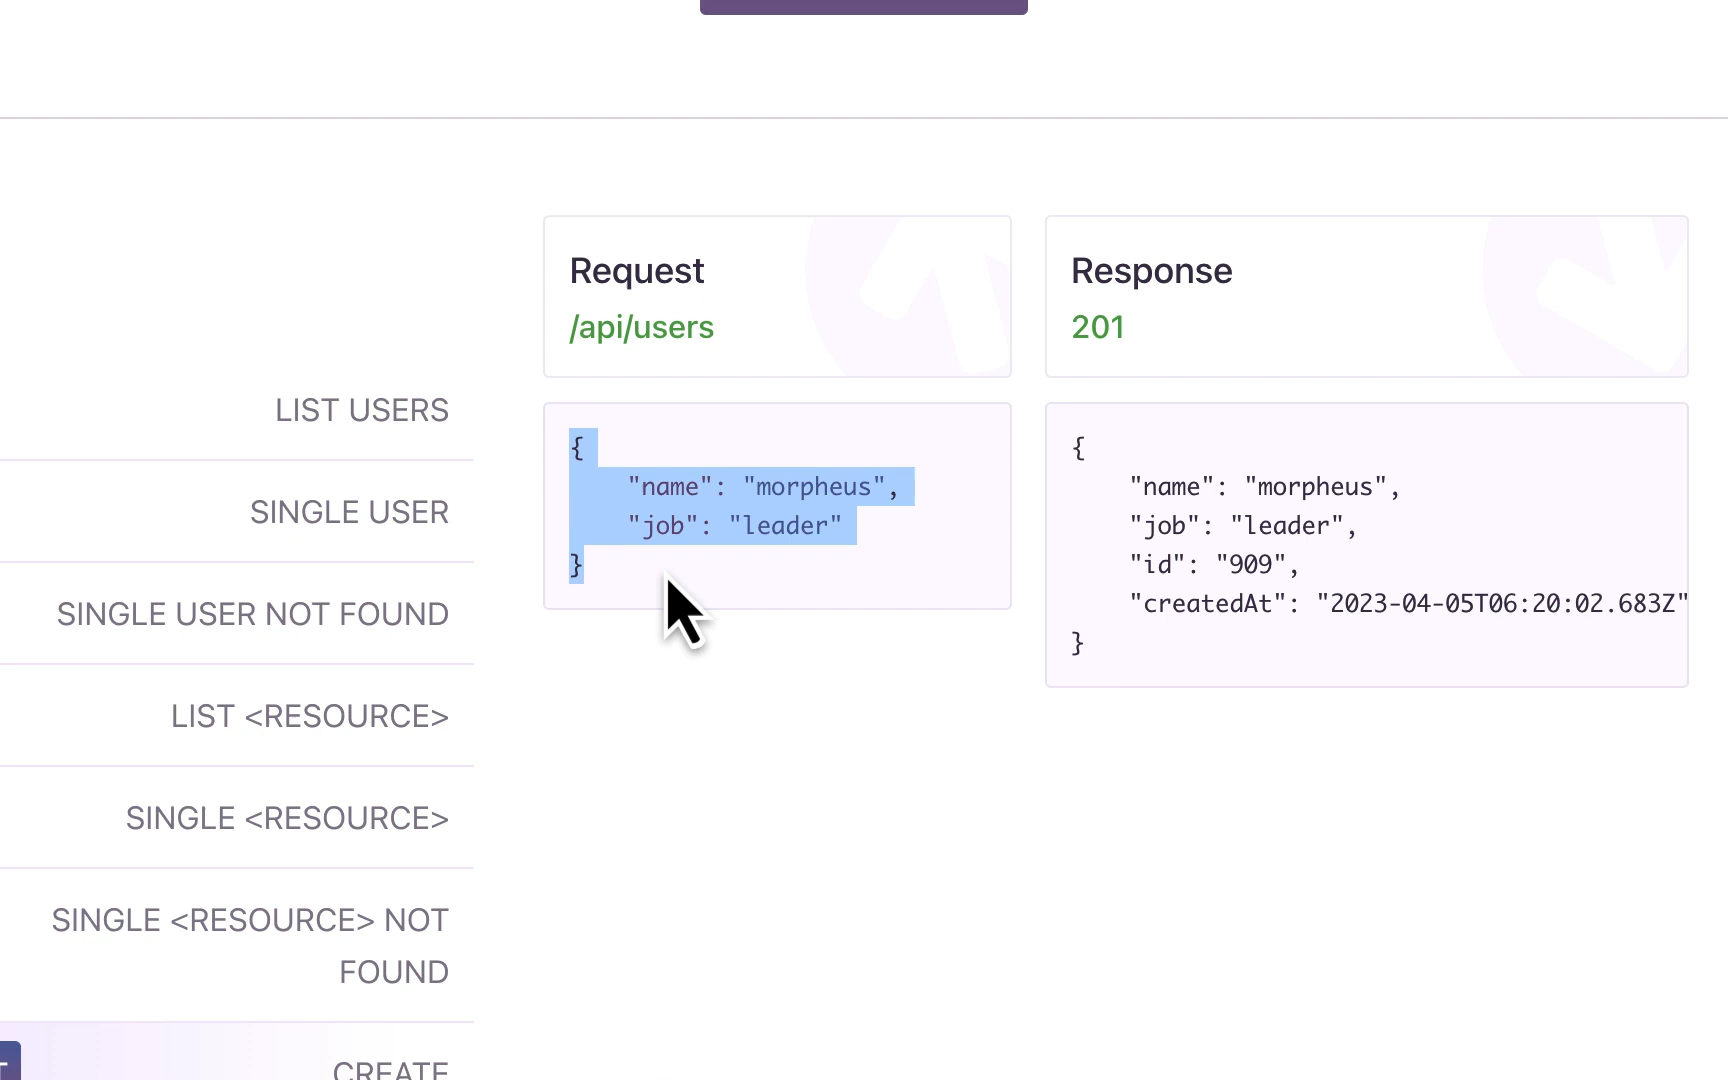 Request
/api/users
{
"name": "morpheus",
"job": "leader"
}
Response
201
{
"name": "morpheus",
"job": "leader",
"id": "909",
"createdAt": "2023-04-05T06:20:02.683Z"
}
LIST USERS
SINGLE USER
SINGLE USER NOT FOUND
LIST <RESOURCE>
SINGLE <RESOURCE>
SINGLE <RESOURCE> NOT
FOUND
CREATE